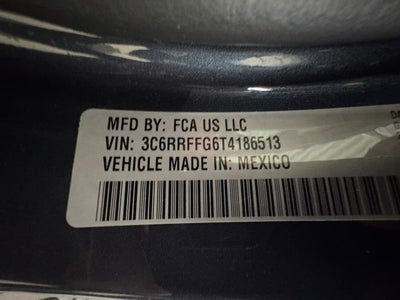 MFD BY: FCA US LLC
VIN: 3C6RRFFG6T4186513
VEHICLE MADE IN: MEXICO